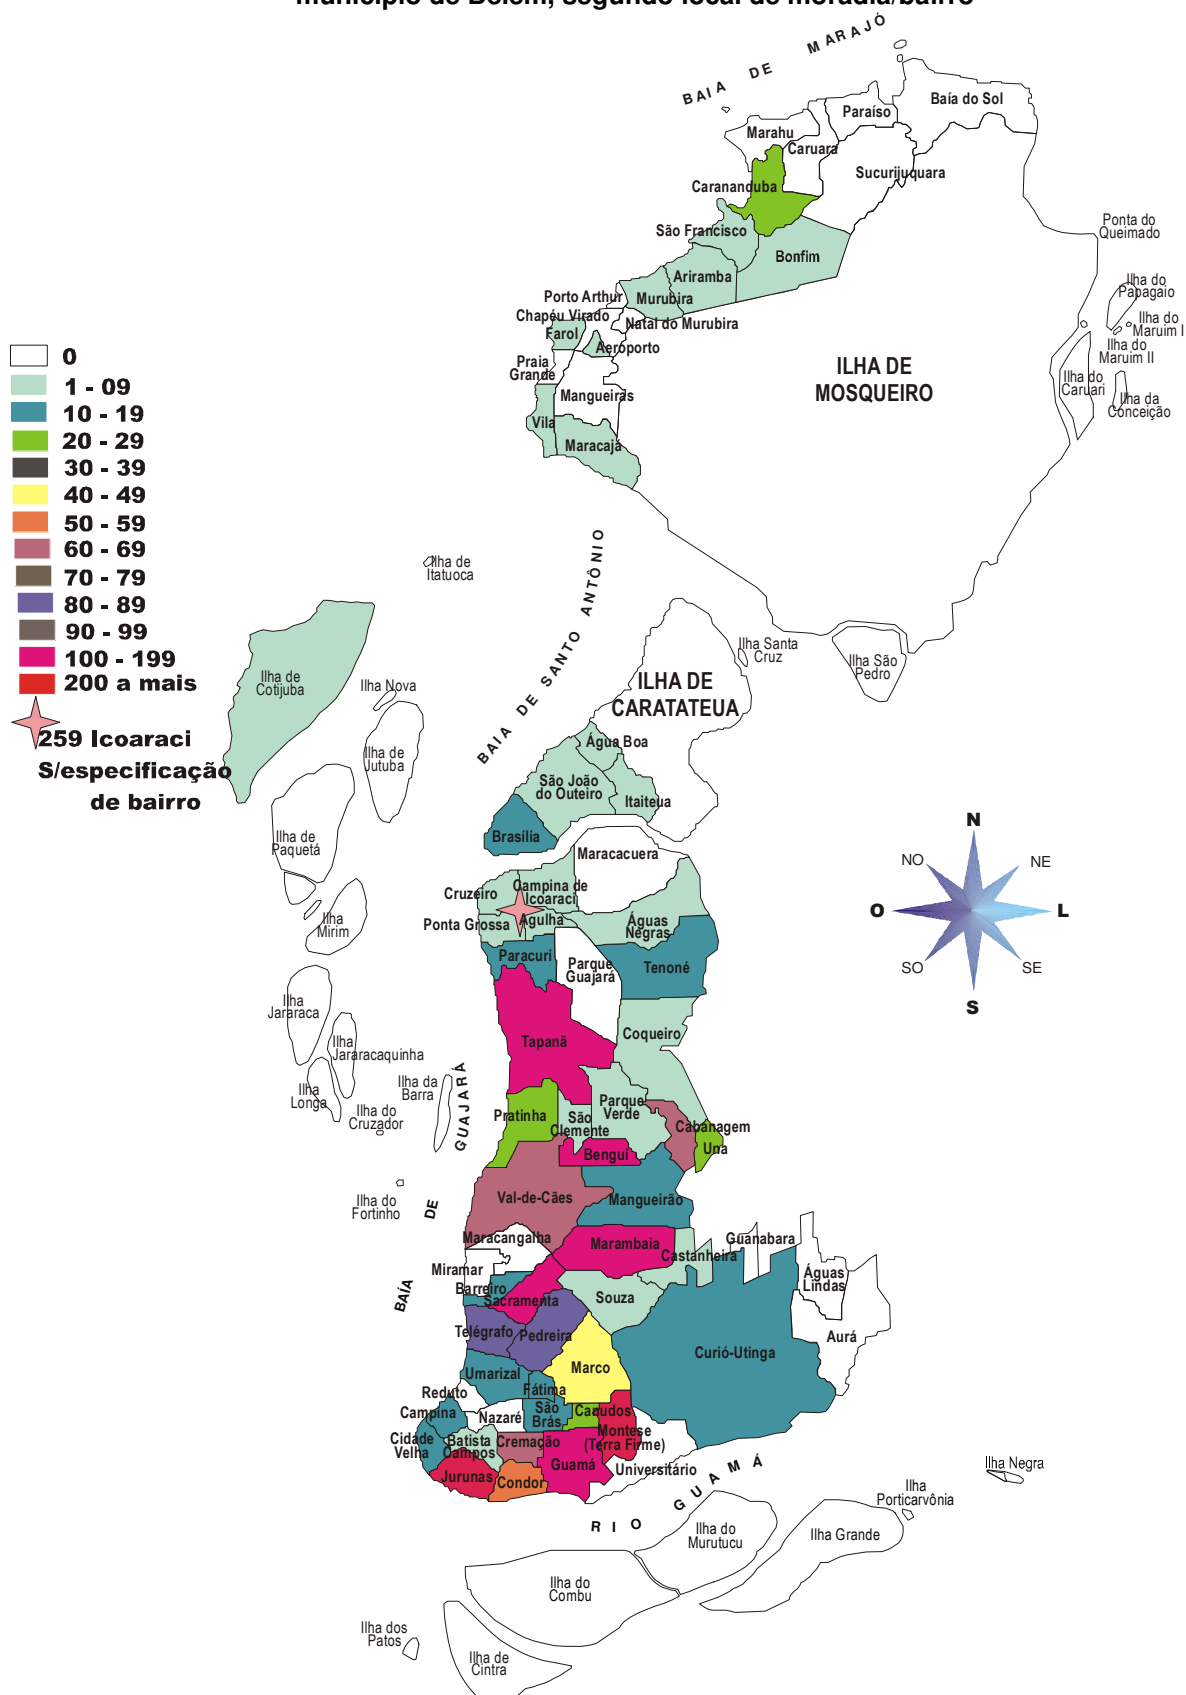 município de Belém, segundo local de moradia/bairro
BAIA DE MARAJÓ
Baía do Sol
Paraíso
Marahu
Caruara
Sucurijuquara
Carananduba
São Francisco
Bonfim
Ponta do
Queimado
Ariramba
Murubira
Porto Arthur
Chapéu Virado
Natal do Murubira
Farol
Aeroporto
Praia
Grande
Mangueiras
Vila
Maracajá
ILHA DE
MOSQUEIRO
Ilha do
Papagaio
Ilha do
Maruim I
Ilha do
Maruim II
Ilha do
Caruari
Ilha da
Conceição
0
1 - 09
10 - 19
20 - 29
30 - 39
40 - 49
50 - 59
60 - 69
70 - 79
80 - 89
90 - 99
100 - 199
200 a mais
259 Icoaraci
S/especificação
de bairro
Ilha de
Itatuoca
BAIA DE SANTO ANTÔNIO
Ilha de
Cotijuba
Ilha Nova
Ilha de
Jutuba
Ilha de
Paquetá
Ilha
Mirim
Ilha
Jararaca
Ilha
Jararacaquinha
Ilha
Longa
Ilha da
Barra
Ilha do
Cruzador
Ilha do
Fortinho
Ilha Santa
Cruz
Ilha São
Pedro
ILHA DE
CARATATEUA
Água Boa
São João
do Outeiro
Itaiteua
Brasília
Maracacuera
Cruzeiro
Campina de
Icoaraci
Ponta Grossa
Agulha
Águas
Negras
Paracuri
Parque
Guajará
Tenoné
Tapanã
Coqueiro
N
NO
NE
O
L
SO
SE
S
BAÍA DE GUAJARÁ
Pratinha
São
Clemente
Parque
Verde
Cabanagem
Una
Benguí
Val-de-Cães
Mangueirão
Maracangalha
Marambaia
Castanheira
Guanabara
Miramar
Águas
Lindas
Barreiro
Sacramenta
Souza
Aurá
Telégrafo
Pedreira
Curió-Utinga
Marco
Umarizal
Fátima
Reduto
Campina
Nazaré
São
Brás
Canudos
Cidade
Velha
Batista
Campos
Cremação
Montese
(Terra Firme)
Guamá
Universitário
Jurunas
Condor
RIO GUAMÁ
Ilha Negra
Ilha
Porticarvônia
Ilha do
Murutucu
Ilha Grande
Ilha do
Combu
Ilha dos
Patos
Ilha de
Cintra